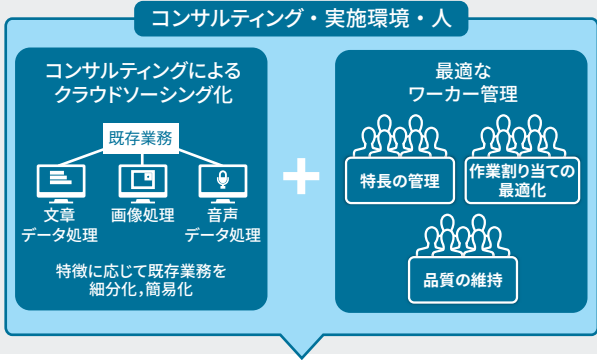 コンサルティング・実施環境・人
コンサルティングによる
クラウドソーシング化
既存業務
文章
データ処理
画像処理
音声
データ処理
特徴に応じて既存業務を
細分化,簡易化
最適な
ワーカー管理
特長の管理
作業割り当ての
最適化
品質の維持